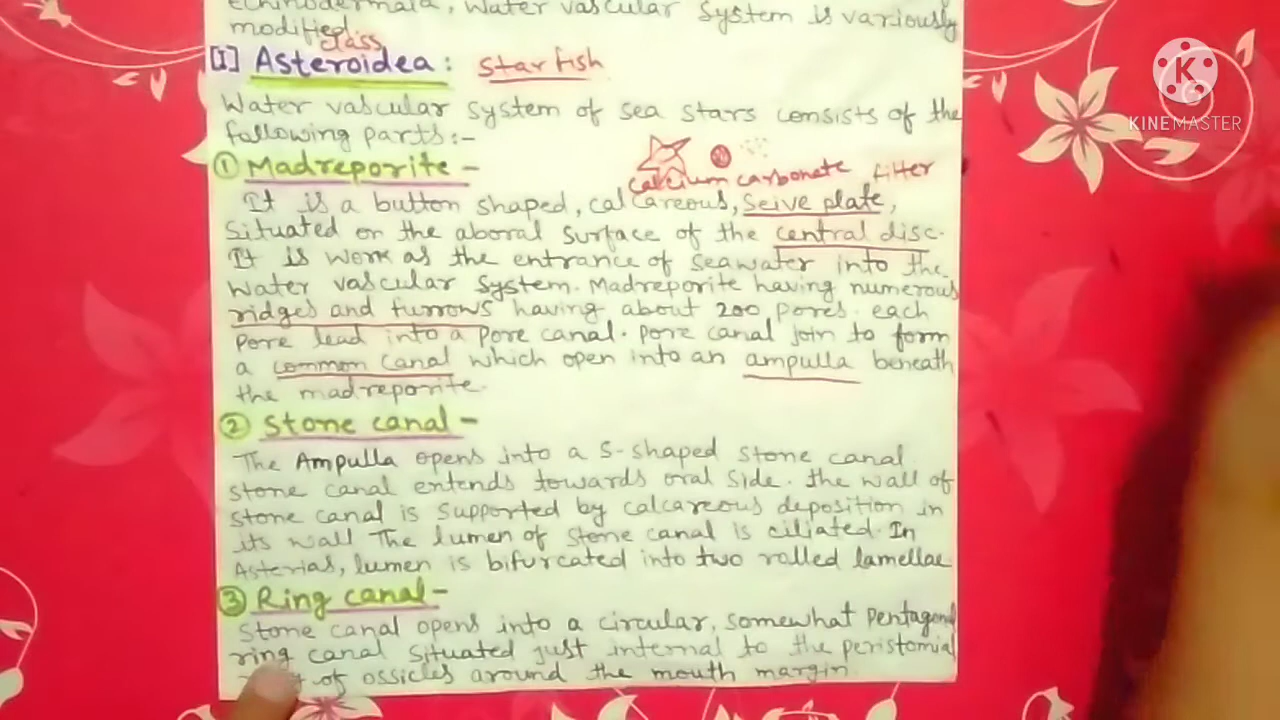 echinodermata, Water vascular System is variously
modified
class
[I] Asteroidea : Star fish
Water vascular system of sea stars consists of the
following parts:-
① Madreporite -
calcium carbonate filter
It is a button shaped, calcareous, Seive plate,
Situated on the aboral surface of the central disc.
It is work as the entrance of seawater into the
Water vascular System. Madreporite having numerous
ridges and furrows having about 200 pores. each
Pore lead into a pore canal. Pore canal join to form
a common canal which open into an ampulla beneath
the madreporite.
② Stone canal -
The Ampulla opens into a S-shaped stone canal.
stone canal entends towards oral side. the wall of
stone canal is supported by calcareous deposition in
its wall The lumen of stone canal is ciliated. In
Asterias, lumen is bifurcated into two rolled lamellae
③ Ring canal -
Stone canal opens into a circular, somewhat Pentagonal
ring canal situated just internal to the peristomial
of ossicles around the mouth margin.
K
KINEMASTER